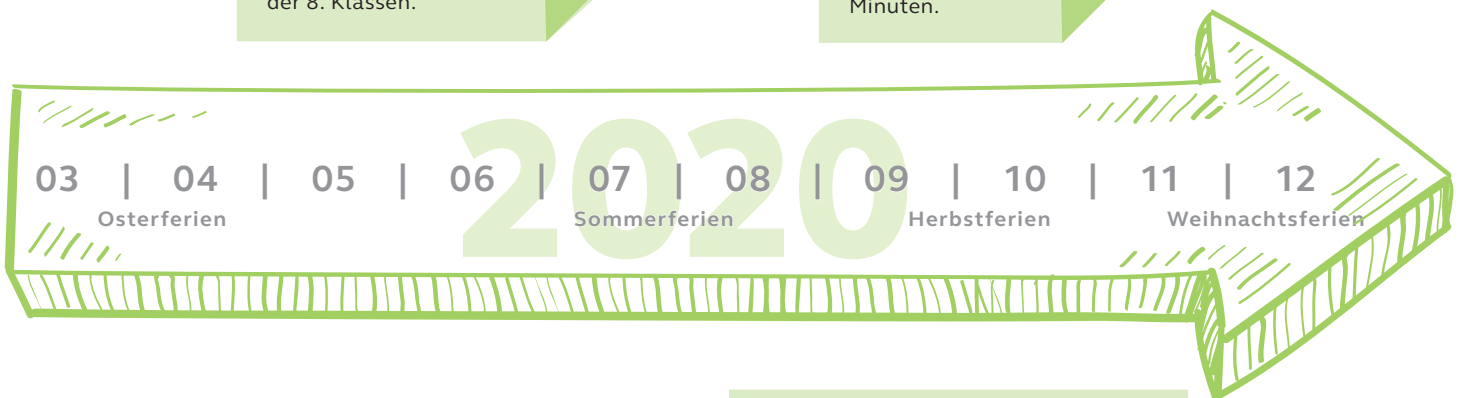 der 8. Klassen.
Minuten.
2020
03 | 04 | 05 | 06 | 07 | 08 | 09 | 10 | 11 | 12
Osterferien Sommerferien Herbstferien Weihnachtsferien